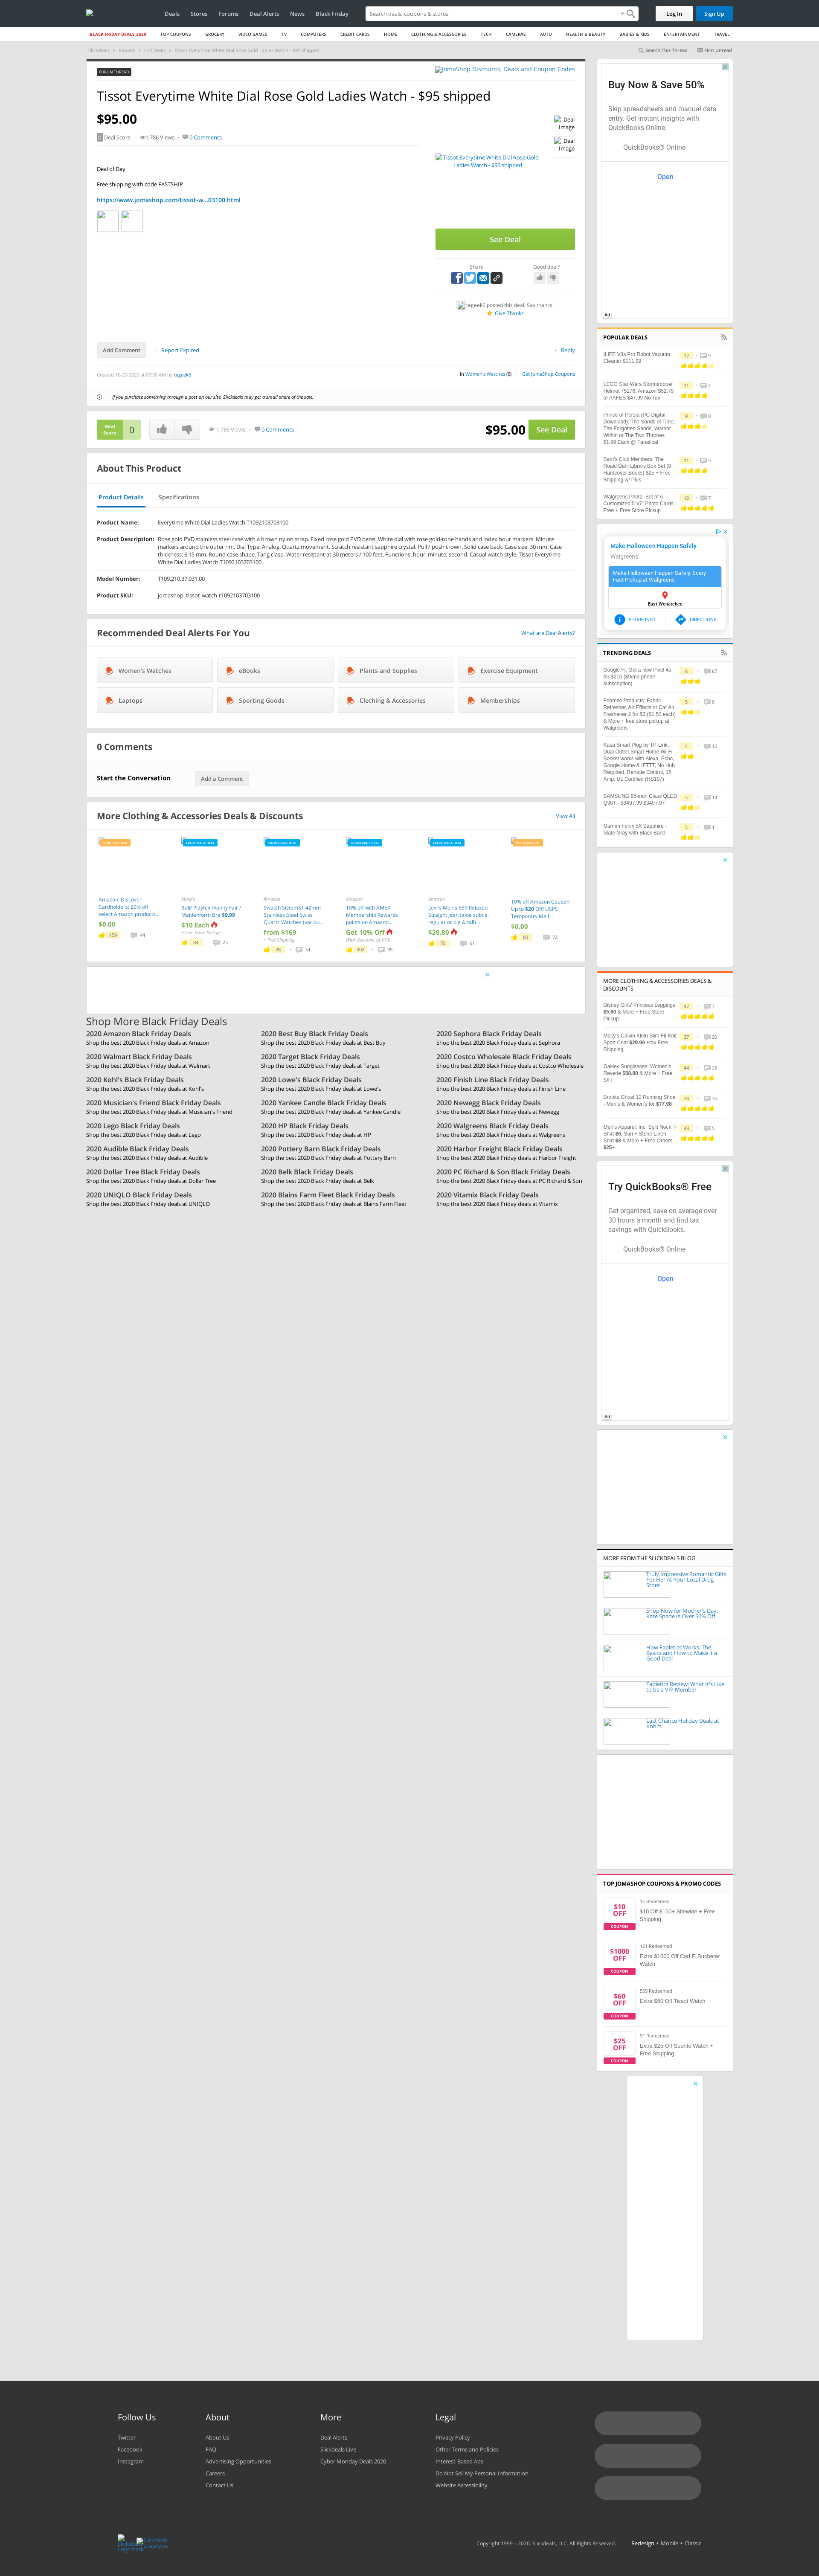 Deals Stores Forums Deal Alerts News Black Friday
Search deals, coupons & stores
Log In Sign Up
BLACK FRIDAY DEALS 2020 TOP COUPONS GROCERY VIDEO GAMES TV COMPUTERS CREDIT CARDS HOME CLOTHING & ACCESSORIES TECH CAMERAS AUTO HEALTH & BEAUTY BABIES & KIDS ENTERTAINMENT TRAVEL
Slickdeals Forums Hot Deals Tissot Everytime White Dial Rose Gold Ladies Watch - $95 shipped
Search This Thread First Unread
FORUM THREAD
JomaShop Discounts, Deals and Coupon Codes
Tissot Everytime White Dial Rose Gold Ladies Watch - $95 shipped
$95.00
0 Deal Score 1,786 Views 0 Comments
Deal of Day
Free shipping with code FASTSHIP
https://www.jomashop.com/tissot-w...03100.html
Tissot Everytime White Dial Rose Gold
Ladies Watch - $95 shipped
Deal
Image
Deal
Image
See Deal
Share
Good deal?
tegeek6 posted this deal. Say thanks!
Give Thanks
Add Comment Report Expired
Reply
Created 10-20-2020 at 07:50 AM by tegeek6
in Women's Watches (6) Get JomaShop Coupons
If you purchase something through a post on our site, Slickdeals may get a small share of the sale.
Deal
Score
0
1,786 Views 0 Comments
$95.00
See Deal
About This Product
Product Details Specifications
Product Name: Everytime White Dial Ladies Watch T1092103703100
Product Description: Rose gold PVD stainless steel case with a brown nylon strap. Fixed rose gold PVD bezel. White dial with rose gold-tone hands and index hour markers. Minute
markers around the outer rim. Dial Type: Analog. Quartz movement. Scratch resistant sapphire crystal. Pull / push crown. Solid case back. Case size: 30 mm. Case
thickness: 6.15 mm. Round case shape. Tang clasp. Water resistant at 30 meters / 100 feet. Functions: hour, minute, second. Casual watch style. Tissot Everytime
White Dial Ladies Watch T1092103703100.
Model Number: T109.210.37.031.00
Product SKU: jomashop_tissot-watch-t1092103703100
Recommended Deal Alerts For You
What are Deal Alerts?
Women's Watches eBooks Plants and Supplies Exercise Equipment
Laptops Sporting Goods Clothing & Accessories Memberships
0 Comments
Start the Conversation
Add a Comment
More Clothing & Accessories Deals & Discounts
View All
POPULAR DEAL
Amazon: Discover
Cardholders: 20% off
select Amazon products...
$0.00
159 44
FRONTPAGE DEAL
Macy's
Bali/ Playtex /Vanity Fair /
Maidenform Bra $9.99
$10 Each
+ Free Store Pickup
84 25
FRONTPAGE DEAL
Amazon
Swatch Sistem51 42mm
Stainless Steel Swiss
Quartz Watches (variou...
from $169
+ Free Shipping
28 34
FRONTPAGE DEAL
Amazon
10% off with AMEX
Membership Rewards
points on Amazon....
Get 10% Off
(Max Discount of $15)
302 99
FRONTPAGE DEAL
Amazon
Levi's Men's 559 Relaxed
Straight Jean (aloe subtle,
regular or big & tall)...
$20.80
70 61
POPULAR DEAL
10% off Amazon Coupon
Up to $20 Off! USPS
Temporary Mail...
$0.00
80 72
Shop More Black Friday Deals
2020 Amazon Black Friday Deals
Shop the best 2020 Black Friday deals at Amazon
2020 Best Buy Black Friday Deals
Shop the best 2020 Black Friday deals at Best Buy
2020 Sephora Black Friday Deals
Shop the best 2020 Black Friday deals at Sephora
2020 Walmart Black Friday Deals
Shop the best 2020 Black Friday deals at Walmart
2020 Target Black Friday Deals
Shop the best 2020 Black Friday deals at Target
2020 Costco Wholesale Black Friday Deals
Shop the best 2020 Black Friday deals at Costco Wholesale
2020 Kohl's Black Friday Deals
Shop the best 2020 Black Friday deals at Kohl's
2020 Lowe's Black Friday Deals
Shop the best 2020 Black Friday deals at Lowe's
2020 Finish Line Black Friday Deals
Shop the best 2020 Black Friday deals at Finish Line
2020 Musician's Friend Black Friday Deals
Shop the best 2020 Black Friday deals at Musician's Friend
2020 Yankee Candle Black Friday Deals
Shop the best 2020 Black Friday deals at Yankee Candle
2020 Newegg Black Friday Deals
Shop the best 2020 Black Friday deals at Newegg
2020 Lego Black Friday Deals
Shop the best 2020 Black Friday deals at Lego
2020 HP Black Friday Deals
Shop the best 2020 Black Friday deals at HP
2020 Walgreens Black Friday Deals
Shop the best 2020 Black Friday deals at Walgreens
2020 Audible Black Friday Deals
Shop the best 2020 Black Friday deals at Audible
2020 Pottery Barn Black Friday Deals
Shop the best 2020 Black Friday deals at Pottery Barn
2020 Harbor Freight Black Friday Deals
Shop the best 2020 Black Friday deals at Harbor Freight
2020 Dollar Tree Black Friday Deals
Shop the best 2020 Black Friday deals at Dollar Tree
2020 Belk Black Friday Deals
Shop the best 2020 Black Friday deals at Belk
2020 PC Richard & Son Black Friday Deals
Shop the best 2020 Black Friday deals at PC Richard & Son
2020 UNIQLO Black Friday Deals
Shop the best 2020 Black Friday deals at UNIQLO
2020 Blains Farm Fleet Black Friday Deals
Shop the best 2020 Black Friday deals at Blains Farm Fleet
2020 Vitamix Black Friday Deals
Shop the best 2020 Black Friday deals at Vitamix
Buy Now & Save 50%
Skip spreadsheets and manual data
entry. Get instant insights with
QuickBooks Online.
QuickBooks® Online
Open
Ad
POPULAR DEALS
ILIFE V3s Pro Robot Vacuum
Cleaner $111.99
12 9
LEGO Star Wars Stormtrooper
Helmet 75276, Amazon $52.79
or AAFES $47.99 No Tax
11 4
Prince of Persia (PC Digital
Download): The Sands of Time,
The Forgotten Sands, Warrior
Within or The Two Thrones
$1.99 Each @ Fanatical
9 0
Sam's Club Members: The
Roald Dahl Library Box Set (9
Hardcover Books) $25 + Free
Shipping w/ Plus
11 5
Walgreens Photo: Set of 6
Customized 5"x7" Photo Cards
Free + Free Store Pickup
16 7
Make Halloween Happen Safely
Walgreens
Make Halloween Happen Safely. Scary
Fast Pickup at Walgreens
East Wenatchee
STORE INFO DIRECTIONS
TRENDING DEALS
Google Fi: Get a new Pixel 4a
for $216 ($9/mo phone
subscription)
6 67
Febreze Products: Fabric
Refresher, Air Effects or Car Air
Freshener 2 for $3 ($1.50 each)
& More + free store pickup at
Walgreens
5 0
Kasa Smart Plug by TP-Link,
Dual Outlet Smart Home Wi-Fi
Socket works with Alexa, Echo,
Google Home & IFTTT, No Hub
Required, Remote Control, 15
Amp, UL Certified (HS107)
4 12
SAMSUNG 85-inch Class QLED
Q90T - $3497.99 $3497.97
5 14
Garmin Fenix 5X Sapphire -
Slate Gray with Black Band
5 1
MORE CLOTHING & ACCESSORIES DEALS &
DISCOUNTS
Disney Girls' Princess Leggings
$5.60 & More + Free Store
Pickup
42 7
Macy's-Calvin Klein Slim Fit Knit
Sport Coat $29.99 +tax Free
Shipping
37 30
Oakley Sunglasses: Women's
Reverie $58.80 & More + Free
S/H
44 25
Brooks Ghost 12 Running Shoe
- Men's & Women's for $77.98
34 35
Men's Apparel: Inc. Split Neck T-
Shirt $6, Sun + Stone Linen
Shirt $8 & More + Free Orders
$25+
43 5
Try QuickBooks® Free
Get organized, save on average over
30 hours a month and find tax
savings with QuickBooks.
QuickBooks® Online
Open
Ad
MORE FROM THE SLICKDEALS BLOG
Truly Impressive Romantic Gifts
For Her At Your Local Drug
Store
Shop Now for Mother's Day:
Kate Spade Is Over 50% Off
How Fabletics Works: The
Basics and How to Make it a
Good Deal
Fabletics Review: What It's Like
to be a VIP Member
Last Chance Holiday Deals at
Kohl's
TOP JOMASHOP COUPONS & PROMO CODES
$10
OFF
COUPON
1k Redeemed
$10 Off $150+ Sitewide + Free
Shipping
$1000
OFF
COUPON
121 Redeemed
Extra $1000 Off Carl F. Bucherer
Watch
$60
OFF
COUPON
559 Redeemed
Extra $60 Off Tissot Watch
$25
OFF
COUPON
91 Redeemed
Extra $25 Off Suunto Watch +
Free Shipping
Follow Us
Twitter
Facebook
Instagram
About
About Us
FAQ
Advertising Opportunities
Careers
Contact Us
More
Deal Alerts
Slickdeals Live
Cyber Monday Deals 2020
Legal
Privacy Policy
Other Terms and Policies
Interest-Based Ads
Do Not Sell My Personal Information
Website Accessibility
Slickdeals
Logomark
Slickdeals
Logotype
Copyright 1999 - 2020. Slickdeals, LLC. All Rights Reserved. Redesign • Mobile • Classic